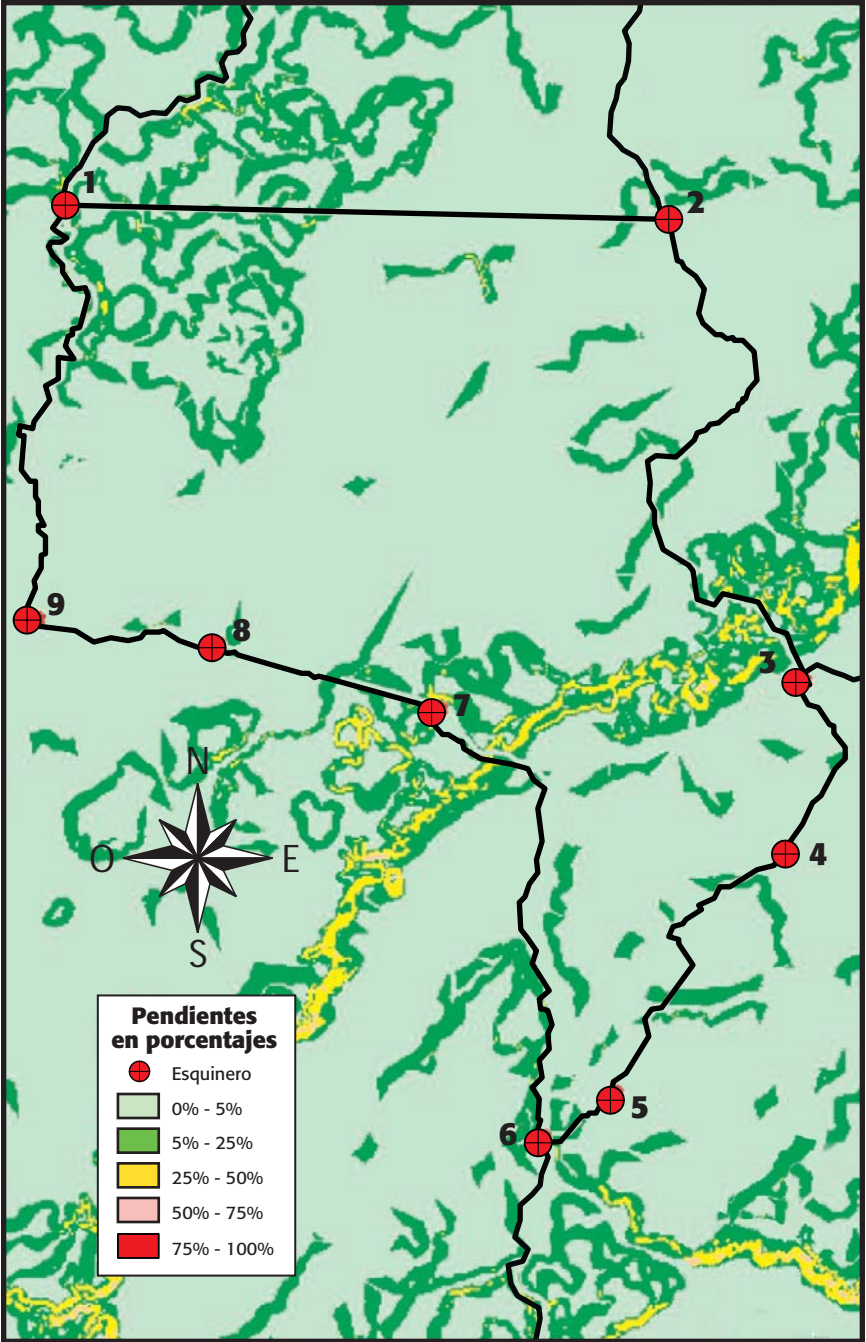 1
2
9
8
3
7
N
O
E
S
4
5
6
Pendientes
en porcentajes
Esquinero
0% - 5%
5% - 25%
25% - 50%
50% - 75%
75% - 100%